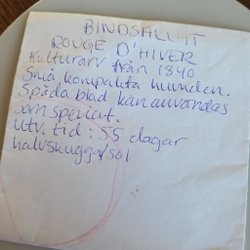 BINDSALLAT
ROUGE D'HIVER
Kulturarv från 1840
Små kompakta huvuden.
Späda blad kan användas
som spenat.
Utv. tid: 55 dagar
halvskugga/sol